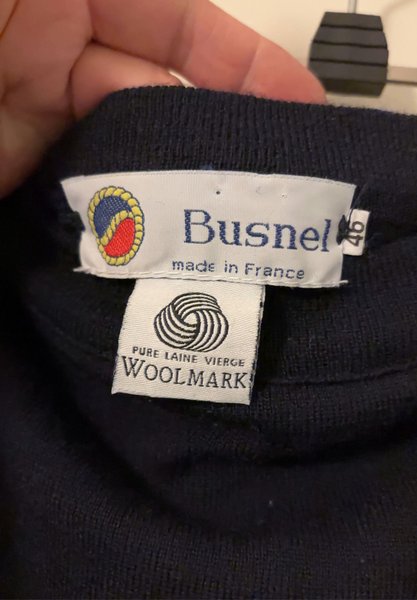 Busnel
46
made in France
PURE LAINE VIERGE
WOOLMARK